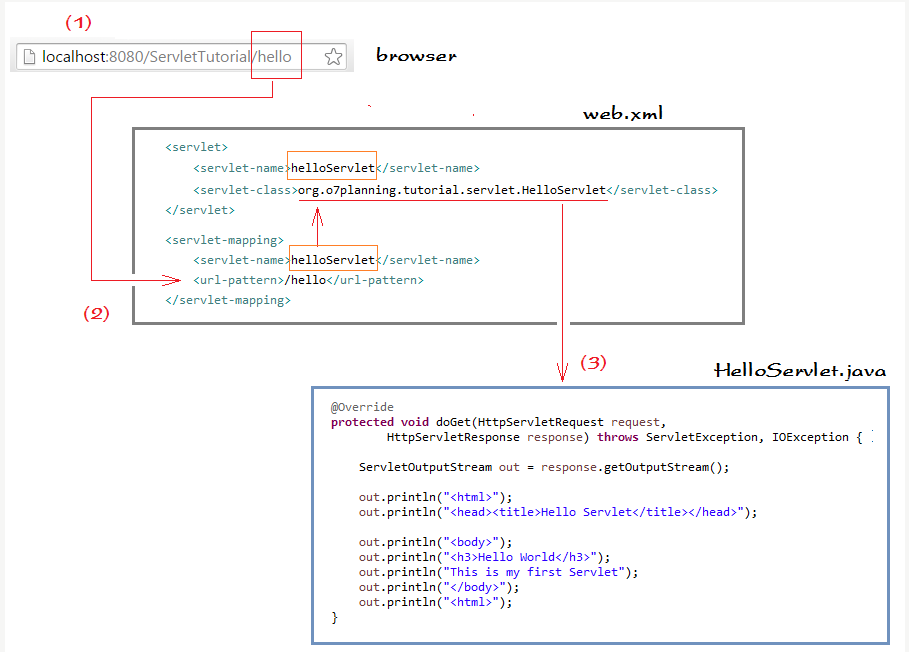 (1)
localhost:8080/ServletTutorial/hello
browser
web.xml
<servlet>
<servlet-name>helloServlet</servlet-name>
<servlet-class>org.o7planning.tutorial.servlet.HelloServlet</servlet-class>
</servlet>
<servlet-mapping>
<servlet-name>helloServlet</servlet-name>
<url-pattern>/hello</url-pattern>
</servlet-mapping>
(2)
(3)
HelloServlet.java
@Override
protected void doGet(HttpServletRequest request,
HttpServletResponse response) throws ServletException, IOException {
ServletOutputStream out = response.getOutputStream();
out.println("<html>");
out.println("<head><title>Hello Servlet</title></head>");
out.println("<body>");
out.println("<h3>Hello World</h3>");
out.println("This is my first Servlet");
out.println("</body>");
out.println("<html>");
}